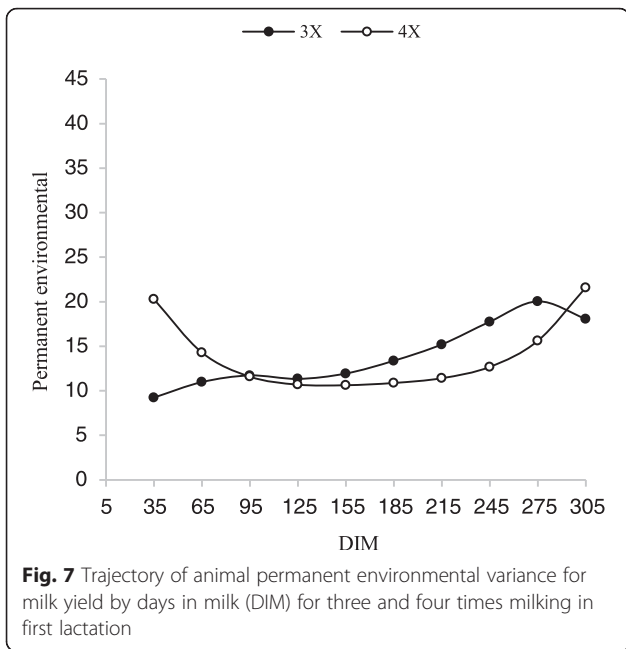 3X 4X
45
40
35
30
25
20
15
10
5
0
Permanent environmental
5 35 65 95 125 155 185 215 245 275 305
DIM
Fig. 7 Trajectory of animal permanent environmental variance for
milk yield by days in milk (DIM) for three and four times milking in
first lactation